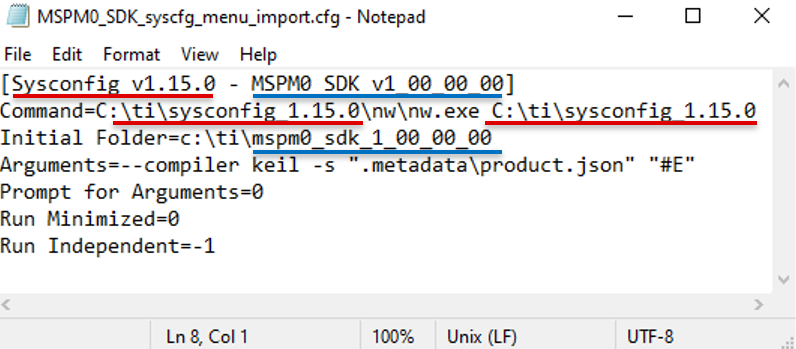 MSPM0_SDK_syscfg_menu_import.cfg - Notepad
File Edit Format View Help
[Sysconfig v1.15.0 - MSPM0 SDK v1_00_00_00]
Command=C:\ti\sysconfig_1.15.0\nw\nw.exe C:\ti\sysconfig_1.15.0
Initial Folder=c:\ti\mspm0_sdk_1_00_00_00
Arguments=--compiler keil -s ".metadata\product.json" "#E"
Prompt for Arguments=0
Run Minimized=0
Run Independent=-1
Ln 8, Col 1 100% Unix (LF) UTF-8